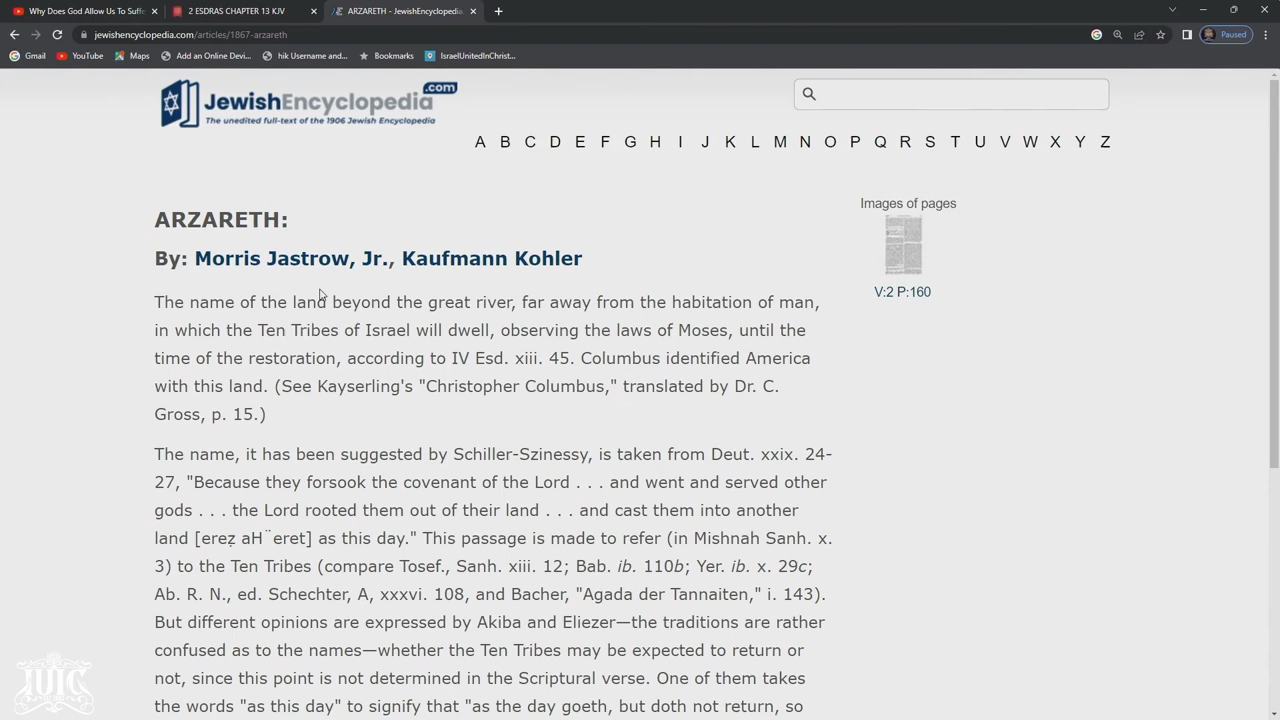 Why Does God Allow Us To Suffe
2 ESDRAS CHAPTER 13 KJV
ARZARETH - JewishEncyclopedia.
jewishencyclopedia.com/articles/1867-arzareth
Paused
Gmail
YouTube
Maps
Add an Online Devi...
hik Username and...
Bookmarks
IsraelUnitedInChrist...
JewishEncyclopedia.com
The unedited full-text of the 1906 Jewish Encyclopedia
A B C D E F G H I J K L M N O P Q R S T U V W X Y Z
ARZARETH:
Images of pages
V:2 P:160
By: Morris Jastrow, Jr., Kaufmann Kohler
The name of the land beyond the great river, far away from the habitation of man,
in which the Ten Tribes of Israel will dwell, observing the laws of Moses, until the
time of the restoration, according to IV Esd. xiii. 45. Columbus identified America
with this land. (See Kayserling's "Christopher Columbus," translated by Dr. C.
Gross, p. 15.)
The name, it has been suggested by Schiller-Szinessy, is taken from Deut. xxix. 24-
27, "Because they forsook the covenant of the Lord . . . and went and served other
gods . . . the Lord rooted them out of their land . . . and cast them into another
land [ereẓ aḦeret] as this day." This passage is made to refer (in Mishnah Sanh. x.
3) to the Ten Tribes (compare Tosef., Sanh. xiii. 12; Bab. ib. 110b; Yer. ib. x. 29c;
Ab. R. N., ed. Schechter, A, xxxvi. 108, and Bacher, "Agada der Tannaiten," i. 143).
But different opinions are expressed by Akiba and Eliezer—the traditions are rather
confused as to the names—whether the Ten Tribes may be expected to return or
not, since this point is not determined in the Scriptural verse. One of them takes
the words "as this day" to signify that "as the day goeth, but doth not return, so
IUIC